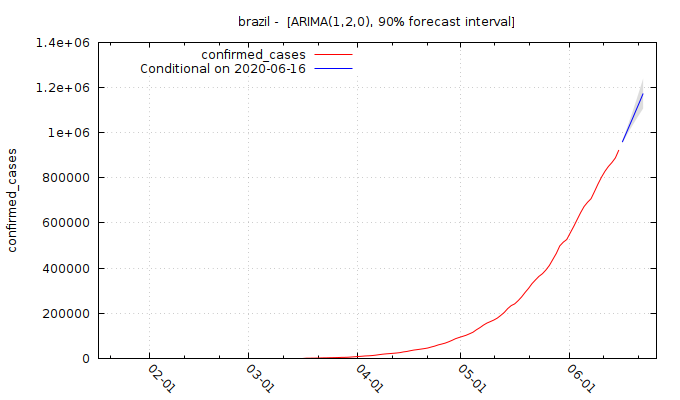 brazil -  [ARIMA(1,2,0), 90% forecast interval]
1.4e+06
1.2e+06
1e+06
800000
600000
400000
200000
0
confirmed_cases
confirmed_cases
Conditional on 2020-06-16
02-01
03-01
04-01
05-01
06-01